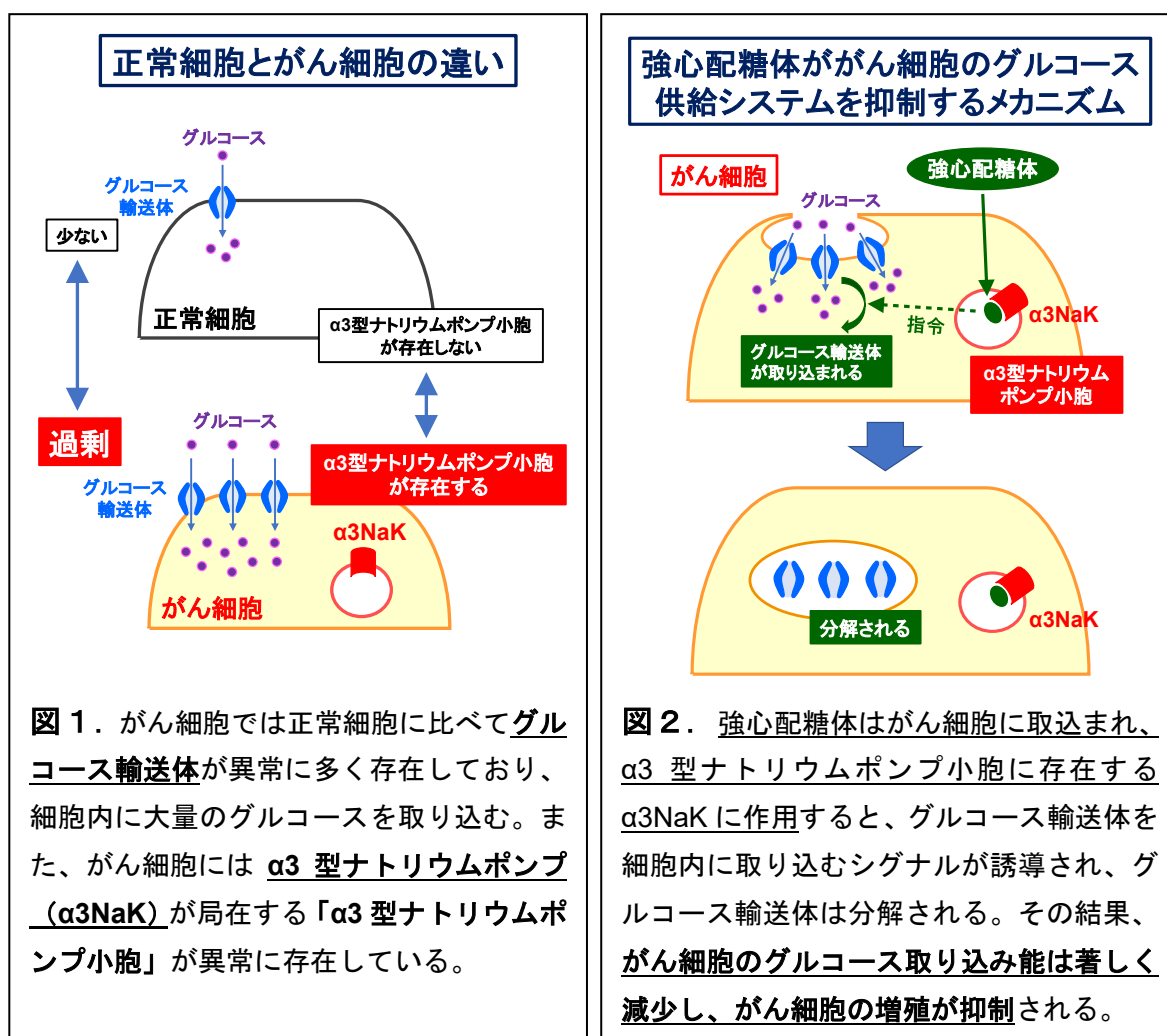 正常細胞とがん細胞の違い
グルコース
グルコース
輸送体
少ない
正常細胞
α3型ナトリウムポンプ小胞
が存在しない
過剰
グルコース
α3型ナトリウムポンプ小胞
が存在する
グルコース
輸送体
α3NaK
がん細胞
図1．がん細胞では正常細胞に比べてグル
コース輸送体が異常に多く存在しており、
細胞内に大量のグルコースを取り込む。ま
た、がん細胞には α3 型ナトリウムポンプ
（α3NaK）が局在する「α3 型ナトリウムポ
ンプ小胞」が異常に存在している。
強心配糖体ががん細胞のグルコース
供給システムを抑制するメカニズム
がん細胞
強心配糖体
グルコース
α3NaK
指令
グルコース輸送体
が取り込まれる
α3型ナトリウム
ポンプ小胞
α3NaK
分解される
図2． 強心配糖体はがん細胞に取込まれ、
α3 型ナトリウムポンプ小胞に存在する
α3NaK に作用すると、グルコース輸送体を
細胞内に取り込むシグナルが誘導され、グ
ルコース輸送体は分解される。その結果、
がん細胞のグルコース取り込み能は著しく
減少し、がん細胞の増殖が抑制される。